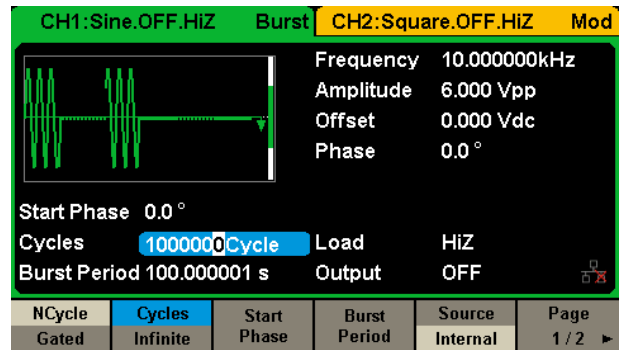 CH1:Sine.OFF.HiZ Burst CH2:Square.OFF.HiZ Mod
Frequency 10.000000kHz
Amplitude 6.000 Vpp
Offset 0.000 Vdc
Phase 0.0 °
Start Phase 0.0 °
Cycles 1000000Cycle Load HiZ
Burst Period 100.000001 s Output OFF
NCycle Cycles Start Burst Source Page
Gated Infinite Phase Period Internal 1/2 ►